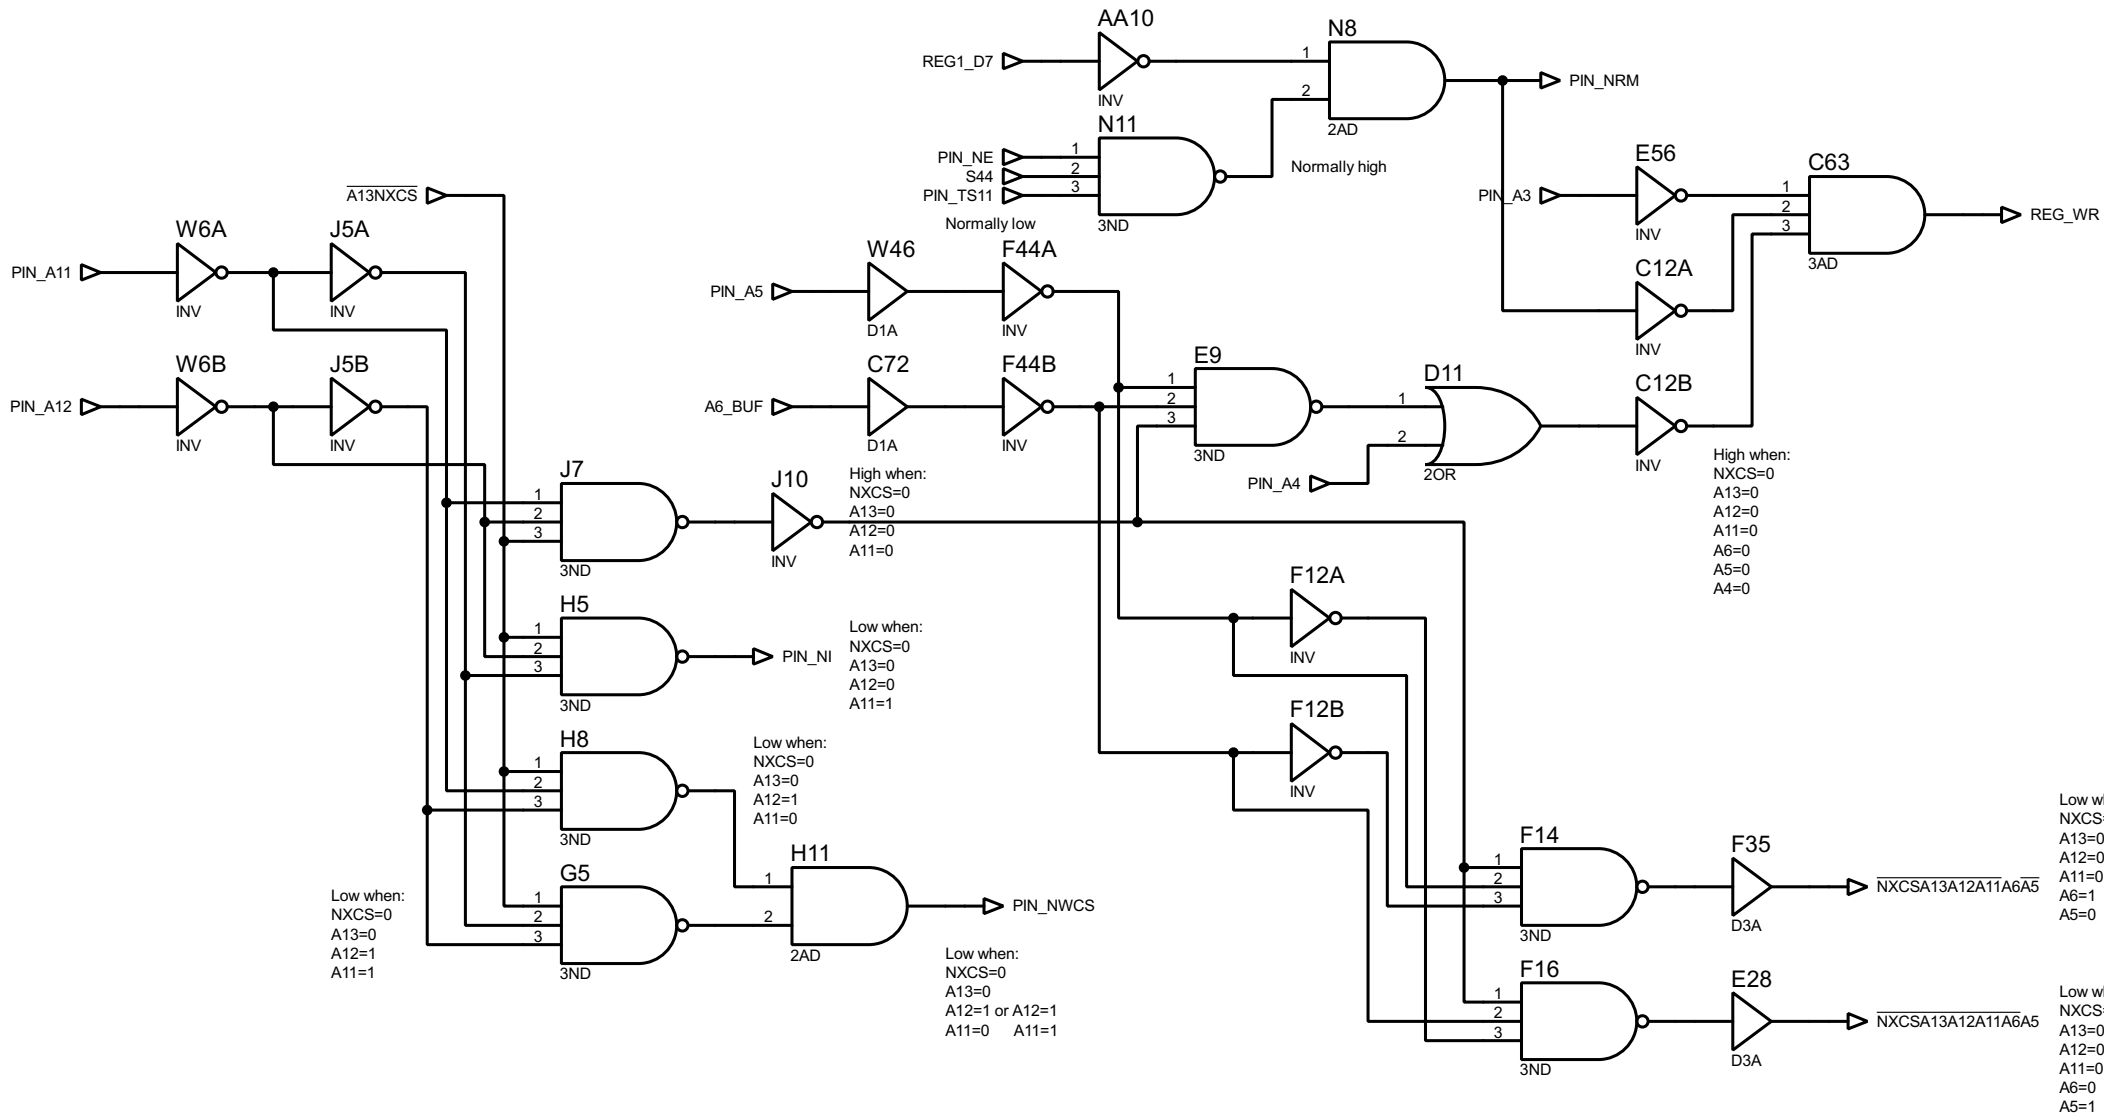 AA10
N8
REG1_D7
1
2
INV
2AD
PIN_NRM
N11
PIN_NE
S44
PIN_TS11
1
2
3
3ND
Normally high
Normally low
E56
PIN_A3
INV
C63
1
2
3
3AD
REG_WR
C12A
INV
A13NXCS
W6A
J5A
PIN_A11
INV
INV
W46
F44A
PIN_A5
D1A
INV
W6B
J5B
PIN_A12
INV
INV
C72
F44B
A6_BUF
D1A
INV
E9
1
2
3
3ND
D11
1
2
2OR
PIN_A4
C12B
INV
High when:
NXCS=0
A13=0
A12=0
A11=0
A6=0
A5=0
A4=0
J7
1
2
3
3ND
J10
INV
High when:
NXCS=0
A13=0
A12=0
A11=0
H5
1
2
3
3ND
PIN_NI
Low when:
NXCS=0
A13=0
A12=0
A11=1
F12A
INV
F12B
INV
H8
1
2
3
3ND
Low when:
NXCS=0
A13=0
A12=1
A11=0
G5
1
2
3
3ND
Low when:
NXCS=0
A13=0
A12=1
A11=1
H11
1
2
2AD
PIN_NWCS
Low when:
NXCS=0
A13=0
A12=1 or A12=1
A11=0 A11=1
F14
1
2
3
3ND
F35
D3A
NXCSA13A12A11A6A5
Low
NXCS=
A13=0
A12=0
A11=0
A6=1
A5=0
F16
1
2
3
3ND
E28
D3A
NXCSA13A12A11A6A5
Low
NXCS=
A13=0
A12=0
A11=0
A6=0
A5=1